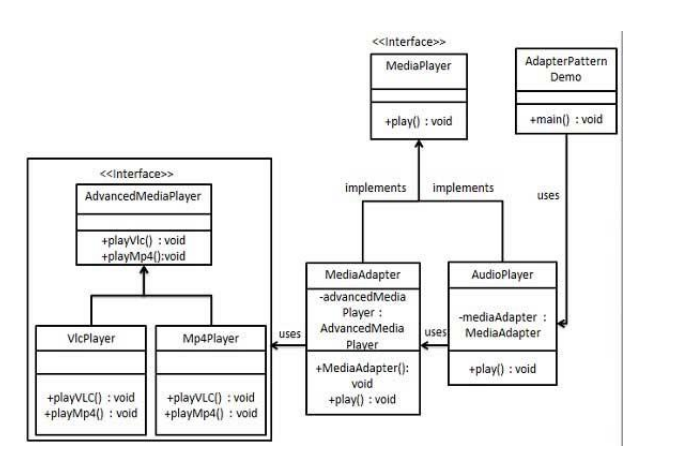 <<Interface>>
MediaPlayer
+play() : void
AdapterPattern
Demo
+main() : void
implements
implements
uses
<<Interface>>
AdvancedMediaPlayer
+playVlc() : void
+playMp4():void
VlcPlayer
+playVLC() : void
+playMp4() : void
Mp4Player
+playVLC() : void
+playMp4() : void
uses
MediaAdapter
-advancedMedia
Player :
AdvancedMedia
Player
+MediaAdapter():
void
+play() : void
uses
AudioPlayer
-mediaAdapter :
MediaAdapter
+play() : void